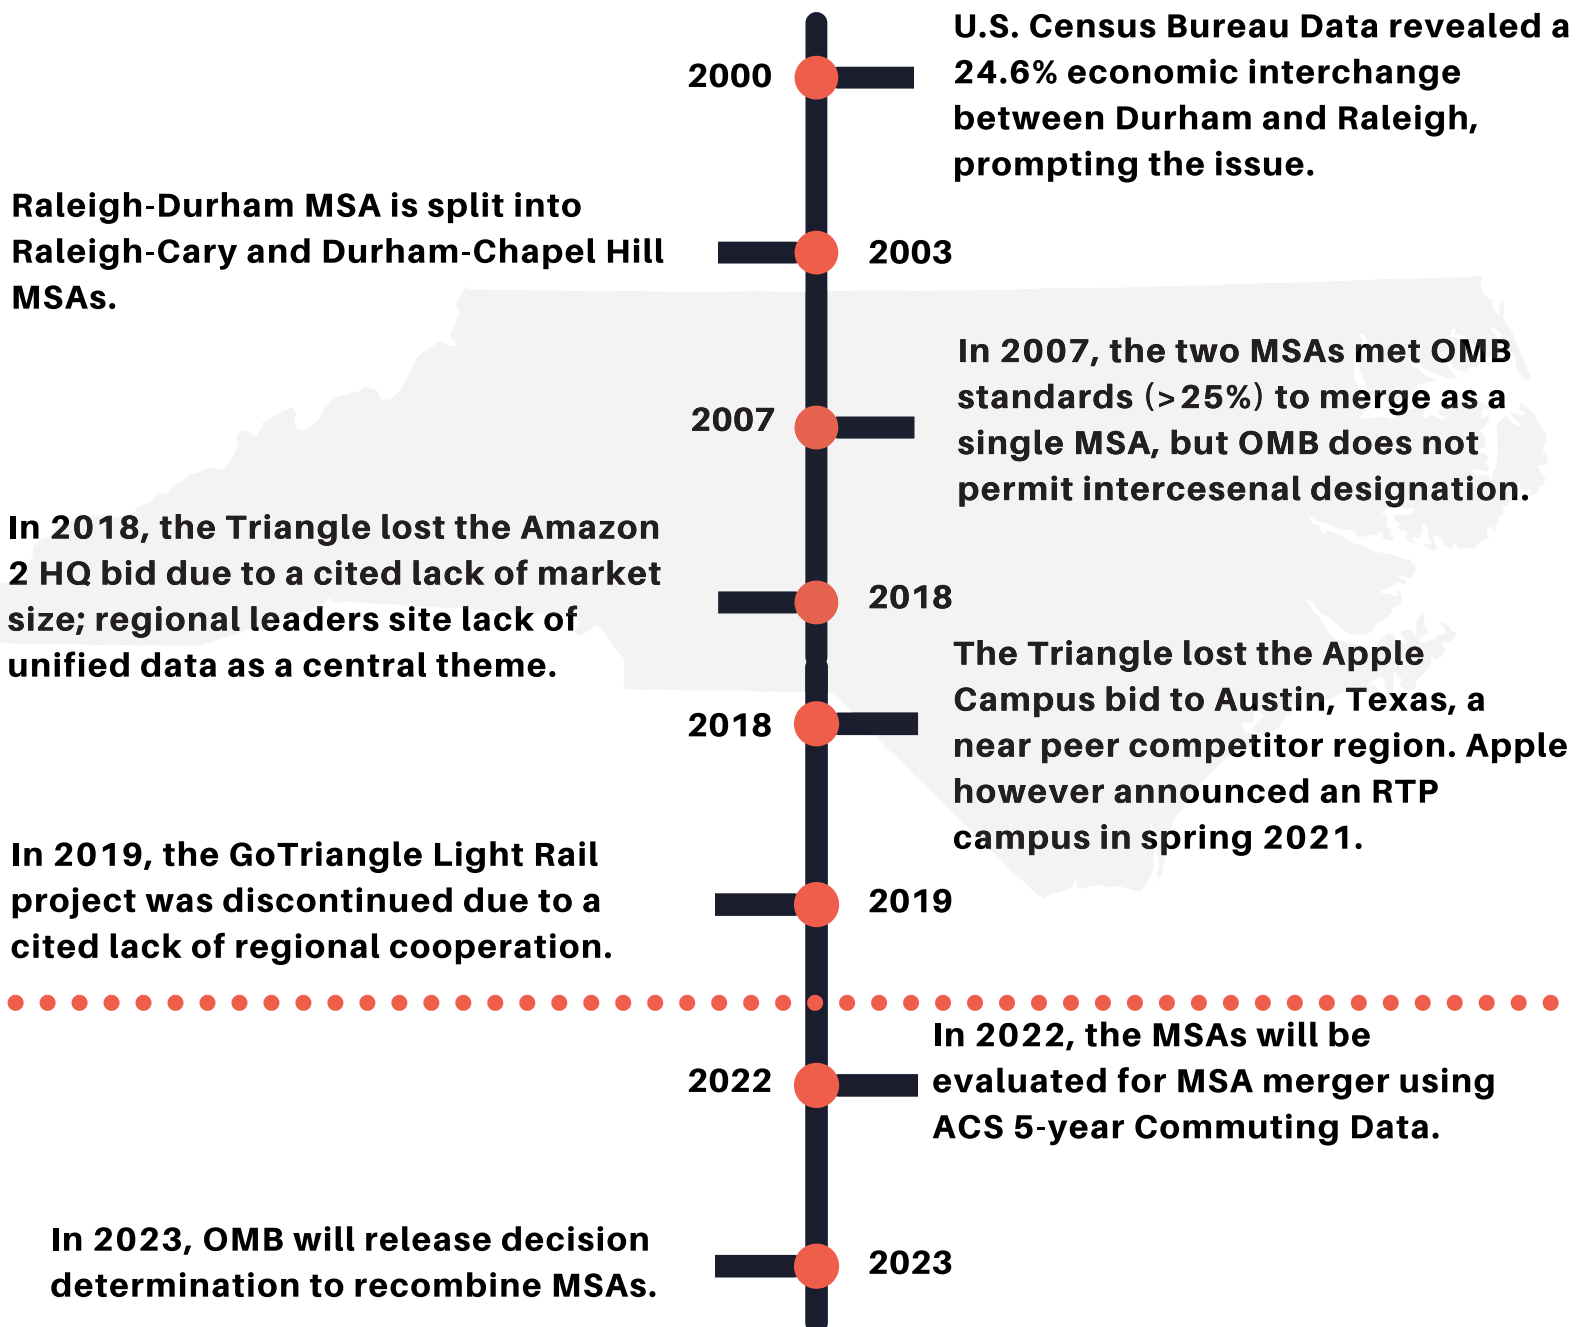 2000
U.S. Census Bureau Data revealed a
24.6% economic interchange
between Durham and Raleigh,
prompting the issue.
Raleigh-Durham MSA is split into
Raleigh-Cary and Durham-Chapel Hill
MSAs.
2003
2007
In 2007, the two MSAs met OMB
standards (>25%) to merge as a
single MSA, but OMB does not
permit intercesenal designation.
In 2018, the Triangle lost the Amazon
2 HQ bid due to a cited lack of market
size; regional leaders site lack of
unified data as a central theme.
2018
2018
The Triangle lost the Apple
Campus bid to Austin, Texas, a
near peer competitor region. Apple
however announced an RTP
campus in spring 2021.
In 2019, the GoTriangle Light Rail
project was discontinued due to a
cited lack of regional cooperation.
2019
2022
In 2022, the MSAs will be
evaluated for MSA merger using
ACS 5-year Commuting Data.
In 2023, OMB will release decision
determination to recombine MSAs.
2023